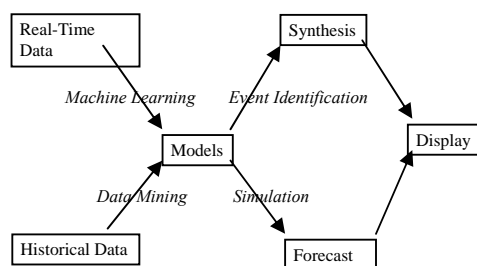 Real-Time
Data
Synthesis
Machine Learning
Event Identification
Models
Display
Data Mining
Simulation
Historical Data
Forecast